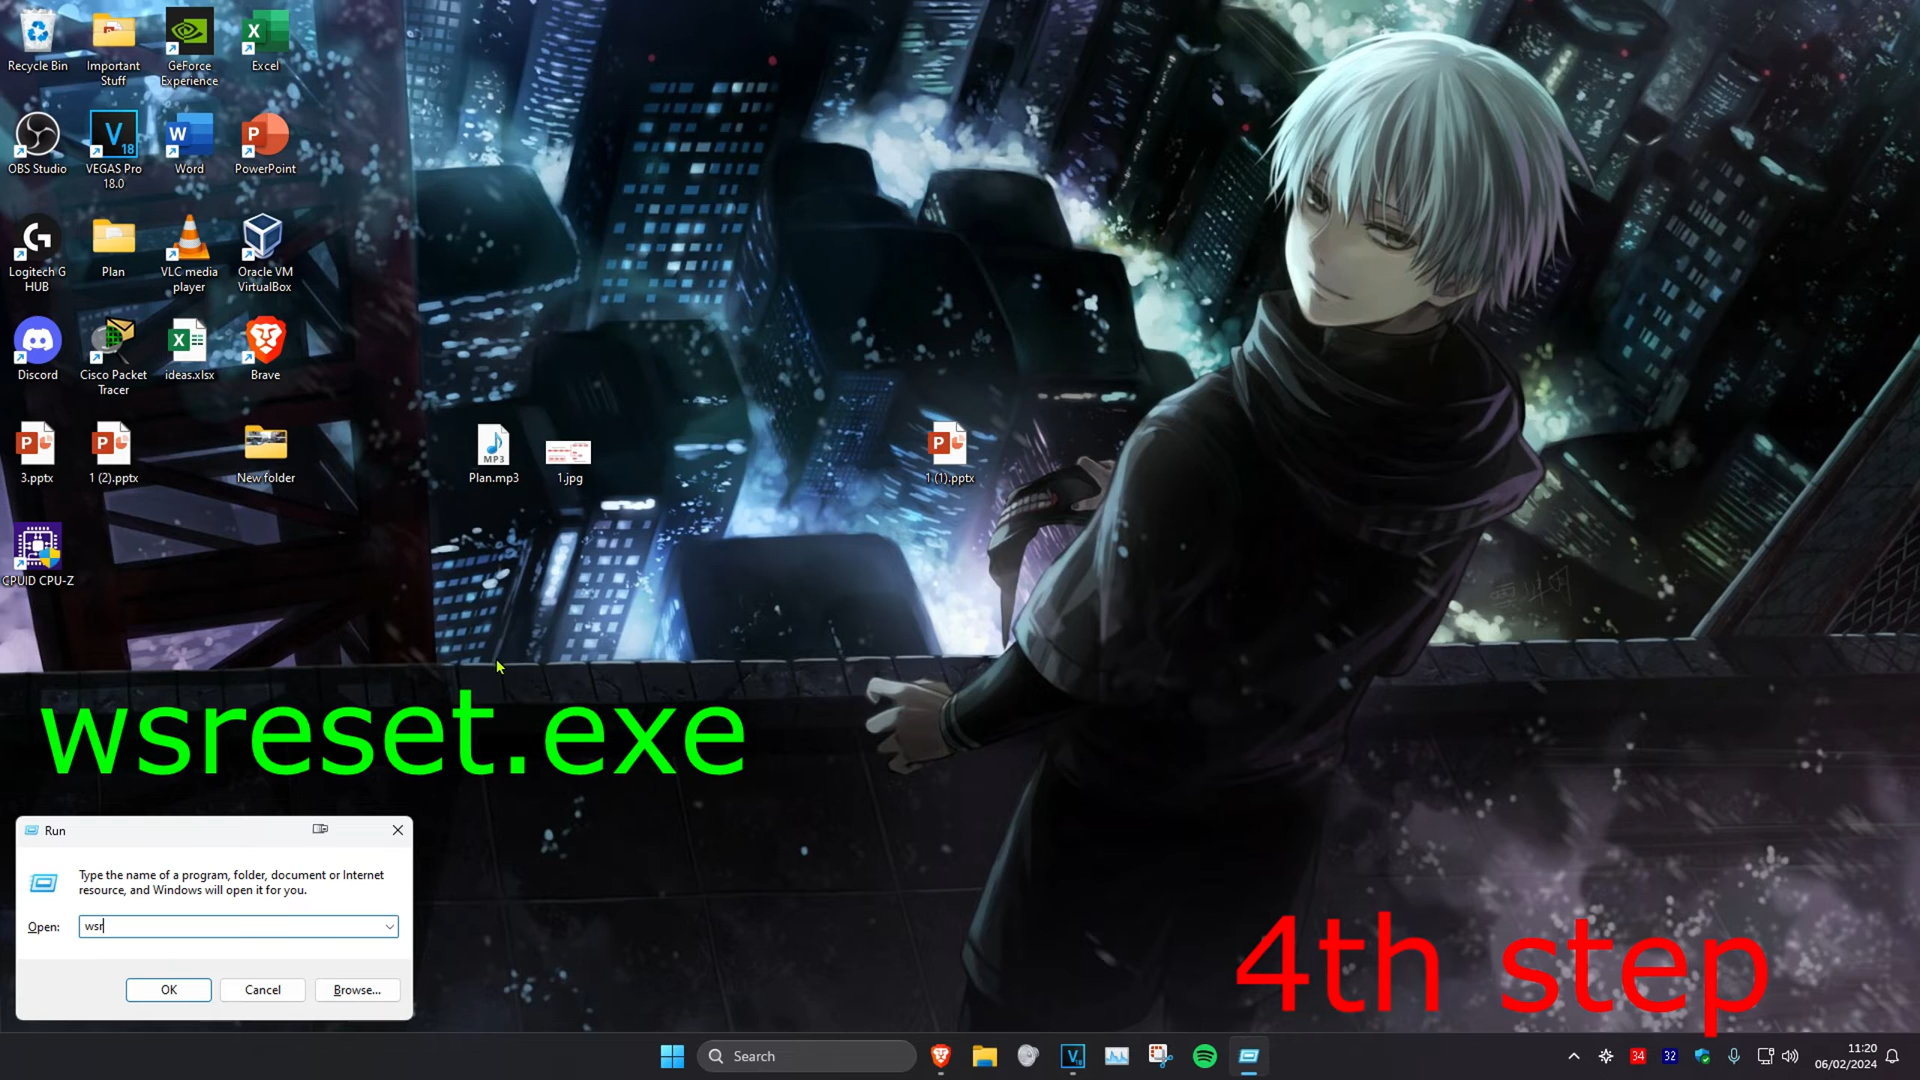 Recycle Bin
Important
Stuff
GeForce
Experience
Excel
OBS Studio
VEGAS Pro
18.0
Word
PowerPoint
Logitech G
HUB
Plan
VLC media
player
Oracle VM
VirtualBox
Discord
Cisco Packet
Tracer
ideas.xlsx
Brave
3.pptx
1 (2).pptx
New folder
MP3
Plan.mp3
1.jpg
1 (1).pptx
CPUID CPU-Z
wsreset.exe
Run
Type the name of a program, folder, document or Internet
resource, and Windows will open it for you.
Open:
wsr
OK
Cancel
Browse...
4th step
Search
34
32
11:20
06/02/2024